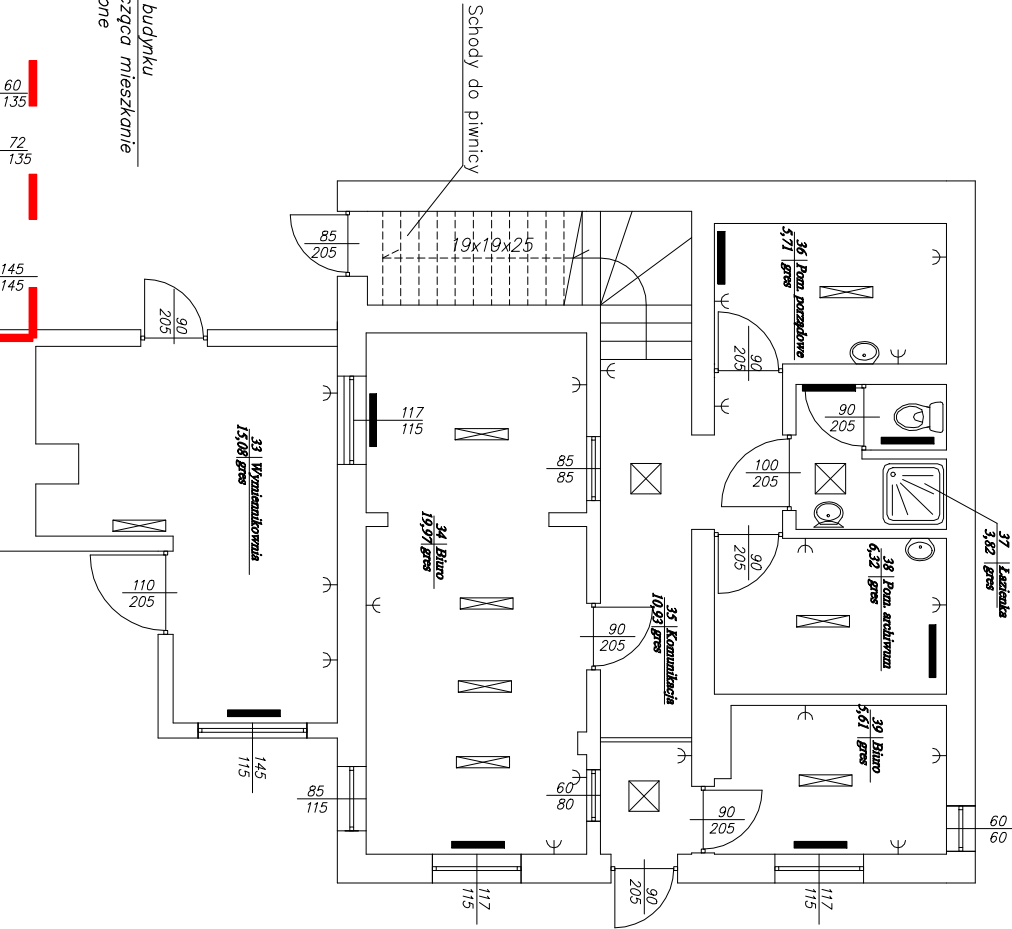 budynku
cząca mieszkanie
one
Schody do piwnicy
60
135
72
135
145
145
85
205
19x19x25
90
205
36 Pom. porządowe
5,71 gres
90
205
90
205
117
115
85
85
100
205
33 Wymiennikownia
15,08 gres
34 Biuro
19,97 gres
37 Łazienka
3,82 gres
90
205
38 Pom. archiwum
6,32 gres
110
205
90
205
35 Komunikacja
10,93 gres
39 Biuro
5,61 gres
145
115
85
115
60
80
90
205
60
60
117
115
90
205
117
115